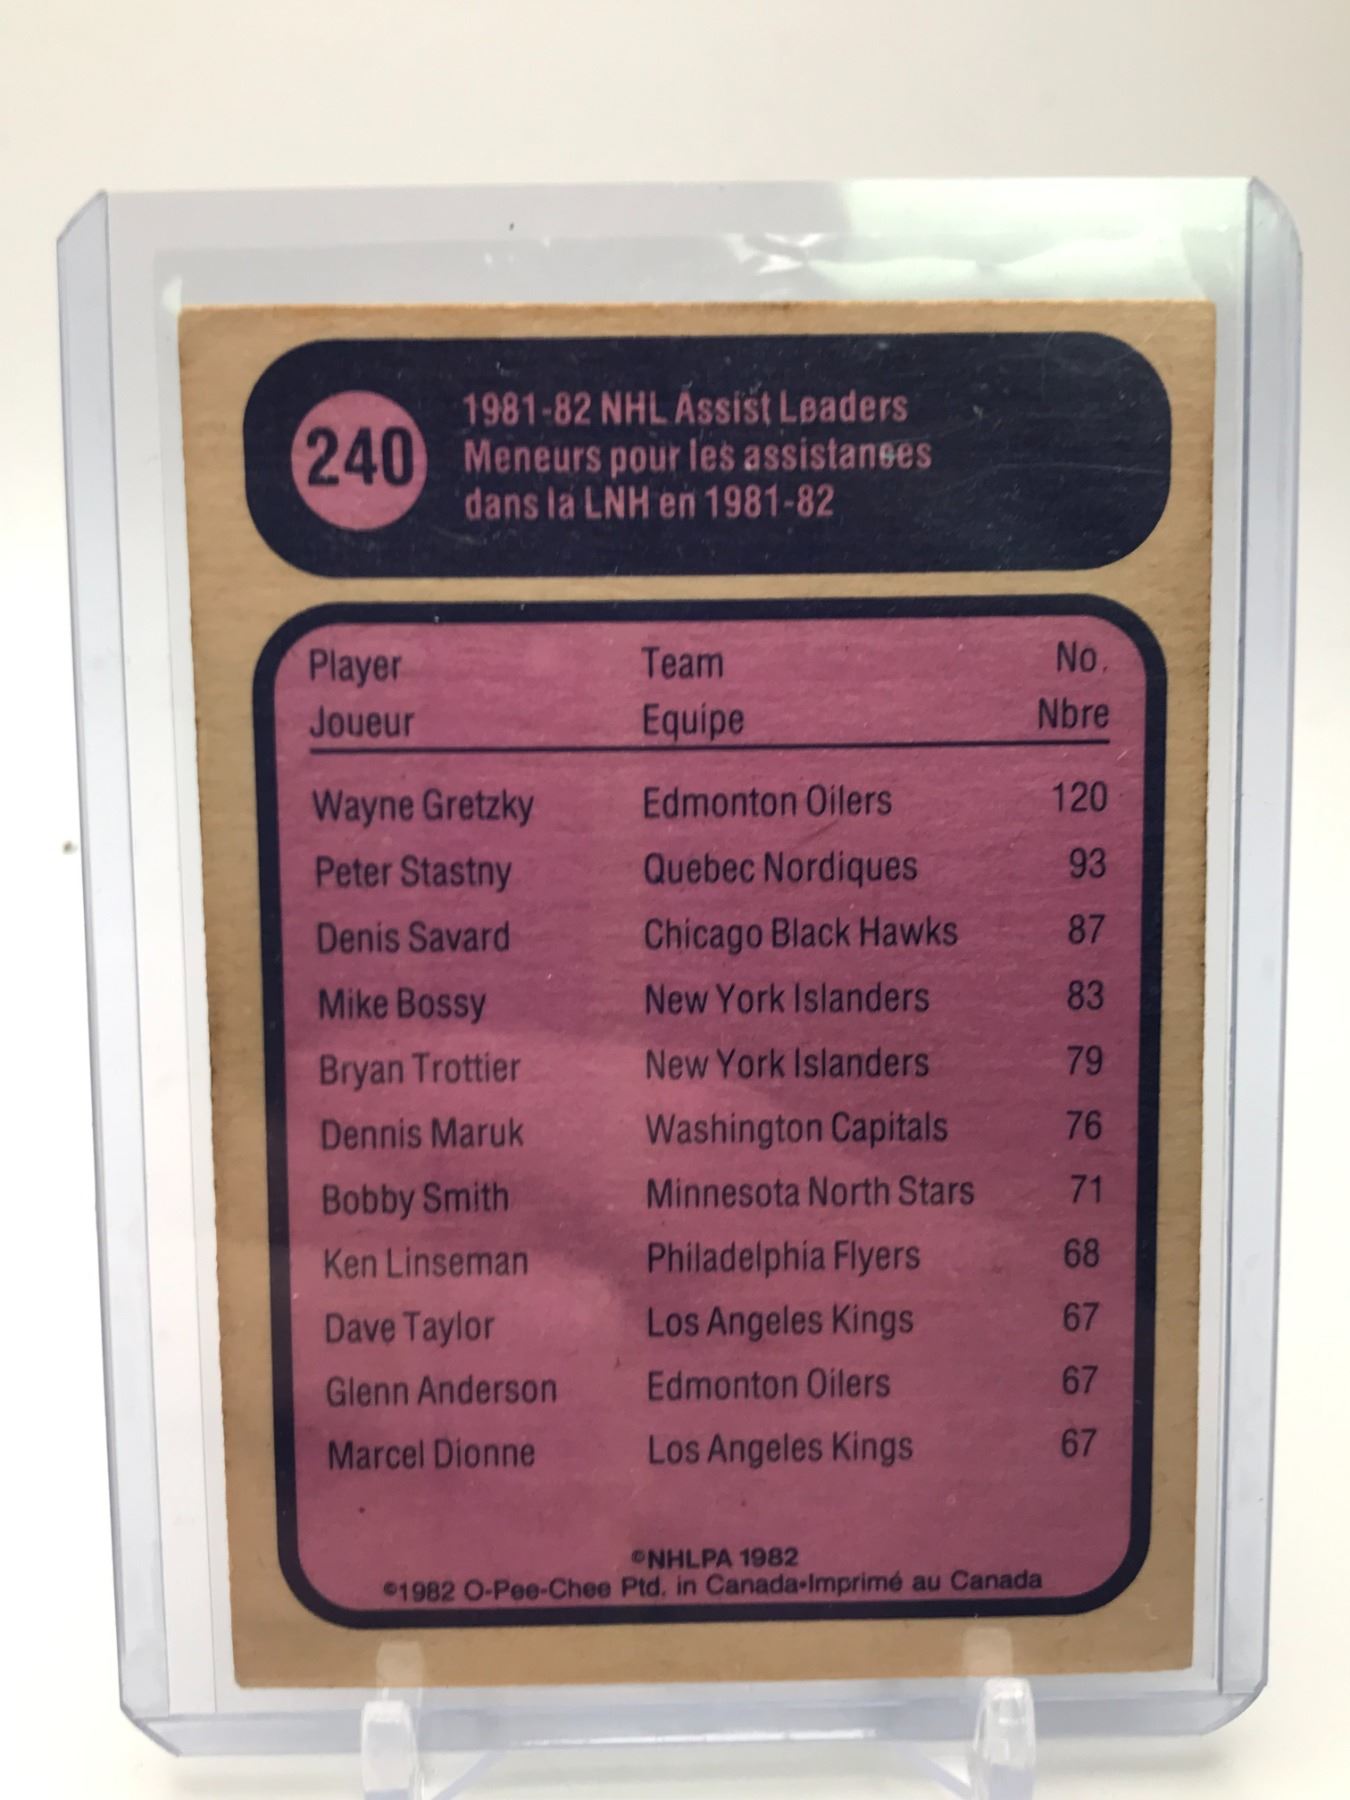 240
1981-82 NHL Assist Leaders
Meneurs pour les assistances
dans la LNH en 1981-82
Player Team No.
Joueur Equipe Nbre
Wayne Gretzky Edmonton Oilers 120
Peter Stastny Quebec Nordiques 93
Denis Savard Chicago Black Hawks 87
Mike Bossy New York Islanders 83
Bryan Trottier New York Islanders 79
Dennis Maruk Washington Capitals 76
Bobby Smith Minnesota North Stars 71
Ken Linseman Philadelphia Flyers 68
Dave Taylor Los Angeles Kings 67
Glenn Anderson Edmonton Oilers 67
Marcel Dionne Los Angeles Kings 67
©NHLPA 1982
©1982 O-Pee-Chee Ptd. in Canada•Imprimé au Canada